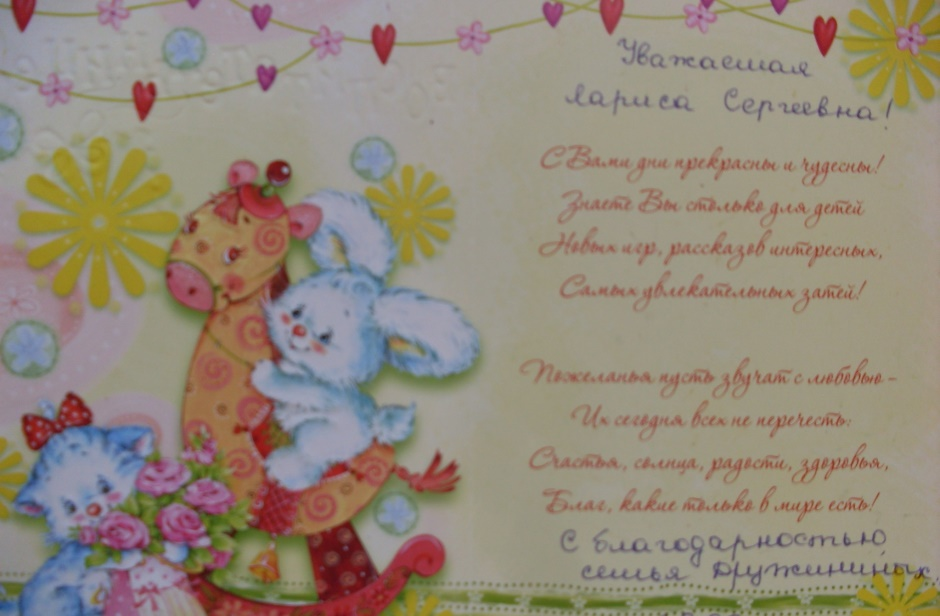 Уважаемая
Лариса Сергеевна!
С Вами дни прекрасны и чудесны!
Знаете Вы столько для детей
Новых игр, рассказов интересных,
Самых увлекательных затей!
Пожеланья пусть звучат с любовью –
Их сегодня всех не перечесть:
Счастья, солнца, радости, здоровья,
Благ, какие только в мире есть!
С благодарностью
семья Дружининых